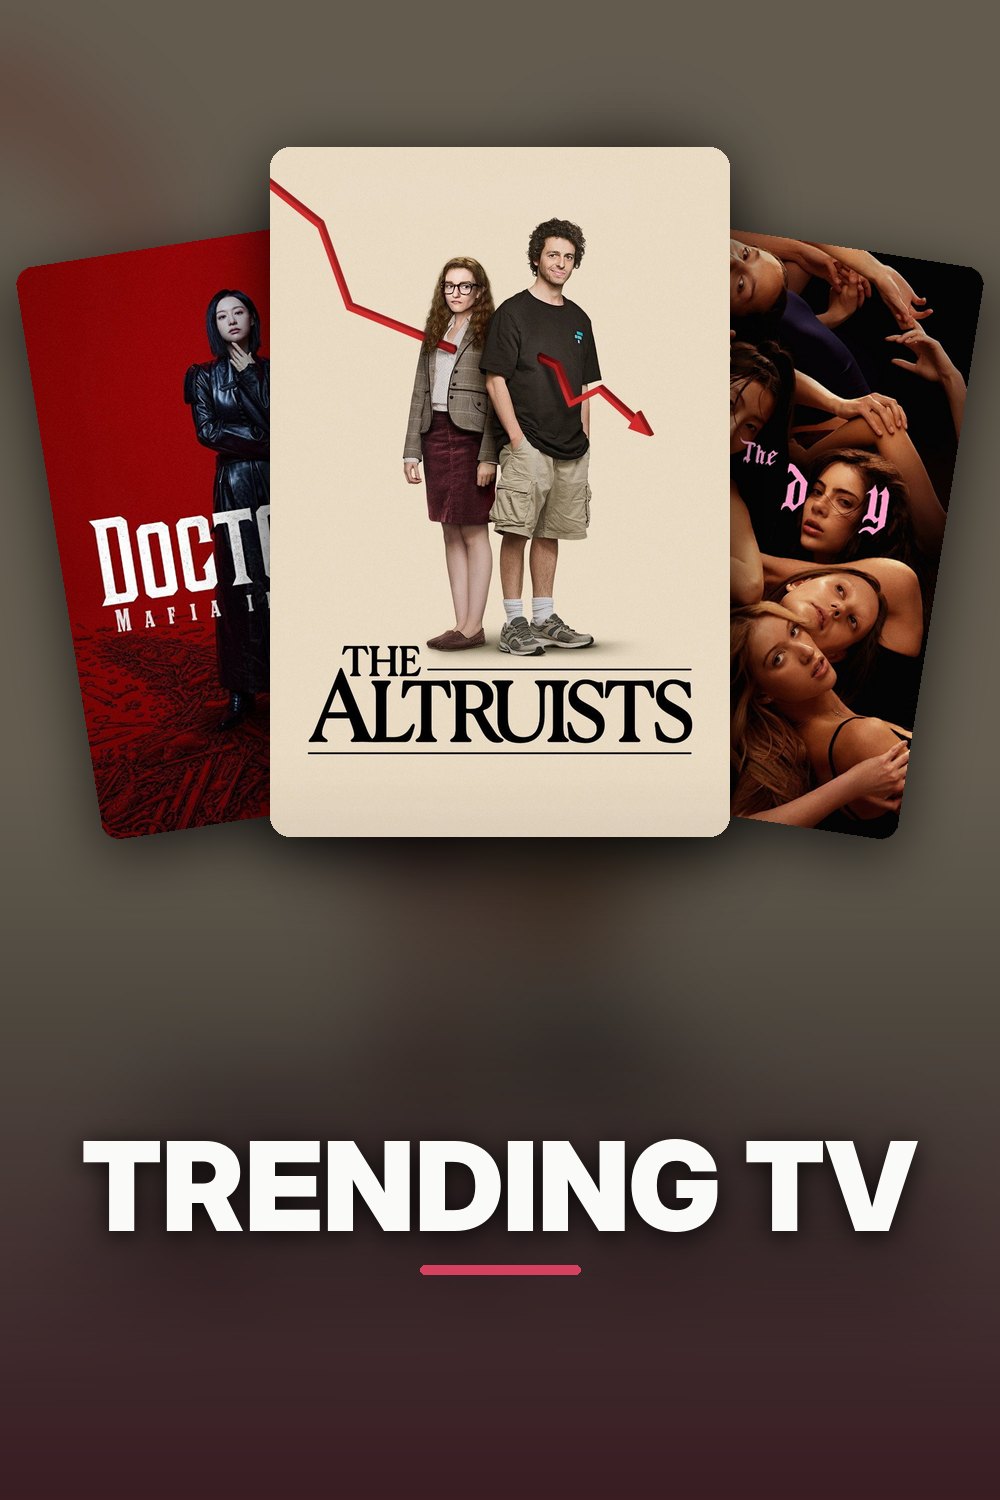 THE
ALTRUISTS
DOCTO
MAFIA I
The
d y
TRENDING TV